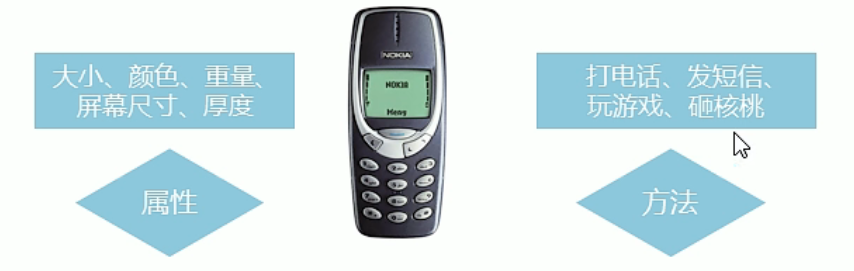 大小、颜色、重量、
屏幕尺寸、厚度
属性
NOKIA
NOKIA
Menu
打电话、发短信、
玩游戏、砸核桃
方法